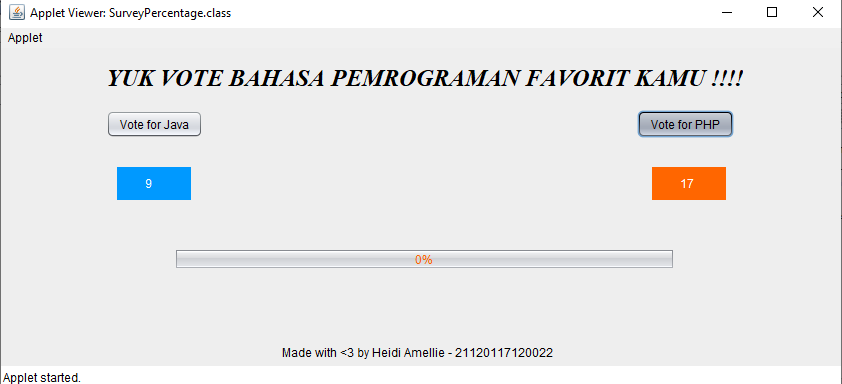 Applet Viewer: SurveyPercentage.class
Applet
YUK VOTE BAHASA PEMROGRAMAN FAVORIT KAMU !!!!
Vote for Java
Vote for PHP
9
17
0%
Made with <3 by Heidi Amellie - 21120117120022
Applet started.